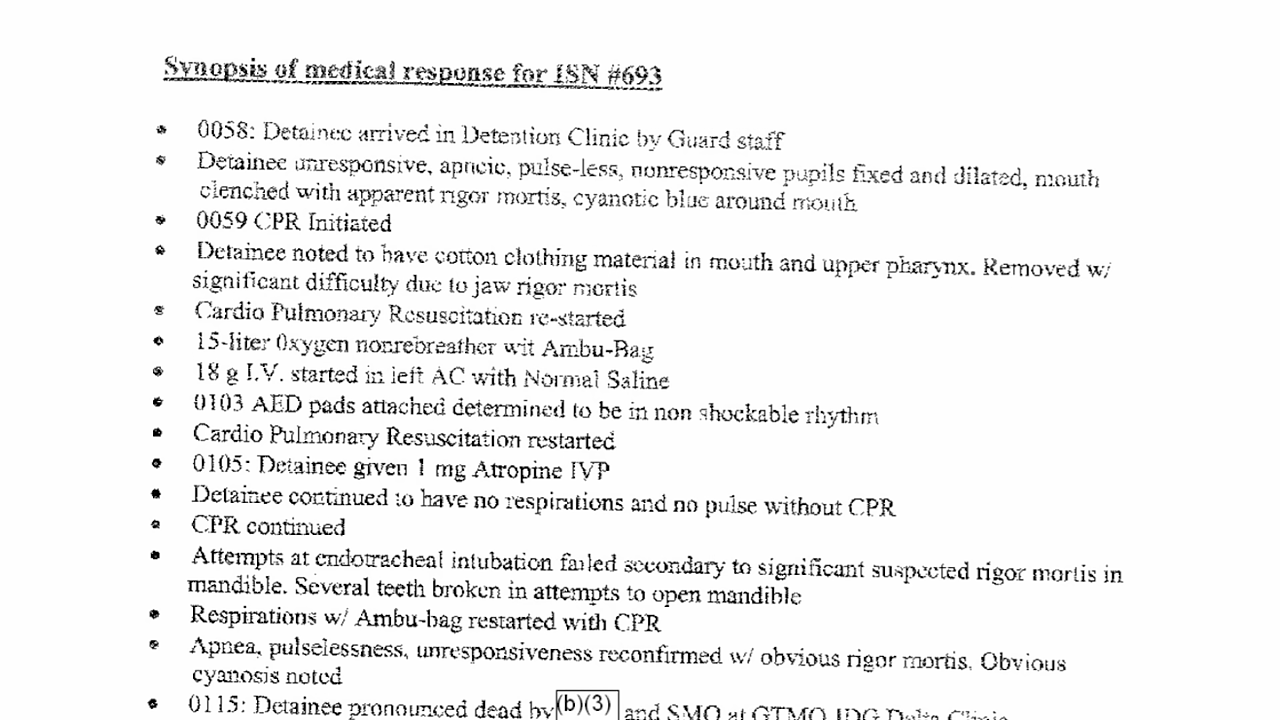 Synopsis of medical response for ISN #693
• 0058: Detainee arrived in Detention Clinic by Guard staff
• Detainee unresponsive, apneic, pulse-less, nonresponsive pupils fixed and dilated, mouth
clenched with apparent rigor mortis, cyanotic blue around mouth
• 0059 CPR Initiated
• Detainee noted to have cotton clothing material in mouth and upper pharynx. Removed w/
significant difficulty due to jaw rigor mortis
• Cardio Pulmonary Resuscitation re-started
• 15-liter 0xygen nonrebreather wit Ambu-Bag
• 18 g I.V. started in left AC with Normal Saline
• 0103 AED pads attached determined to be in non shockable rhythm
• Cardio Pulmonary Resuscitation restarted
• 0105: Detainee given 1 mg Atropine IVP
• Detainee continued to have no respirations and no pulse without CPR
• CPR continued
• Attempts at endotracheal intubation failed secondary to significant suspected rigor mortis in
mandible. Several teeth broken in attempts to open mandible
• Respirations w/ Ambu-bag restarted with CPR
• Apnea, pulselessness, unresponsiveness reconfirmed w/ obvious rigor mortis. Obvious
cyanosis noted
• 0115: Detainee pronounced dead by (b)(3) and SMO at GTMO JDG Delta Clinic